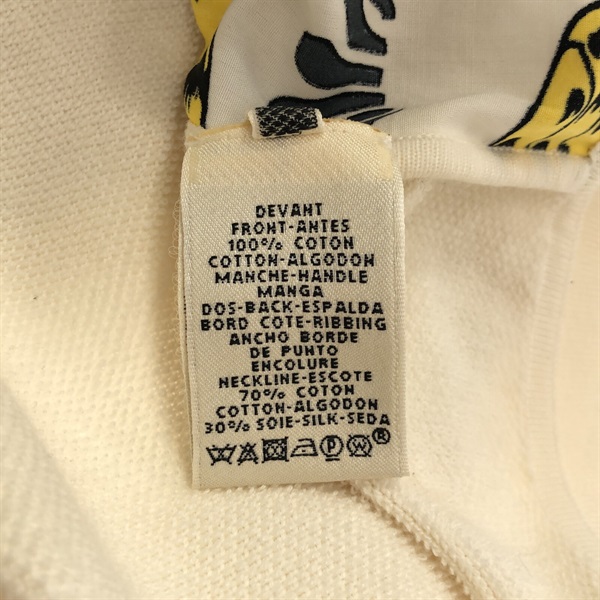 DEVANT
FRONT-ANTES
100% COTON
COTTON-ALGODON
MANCHE-HANDLE
MANGA
DOS-BACK-ESPALDA
BORD COTE-RIBBING
ANCHO BORDE
DE PUNTO
ENCOLURE
NECKLINE-ESCOTE
70% COTON
COTTON-ALGODON
30% SOIE-SILK-SEDA
P W ®